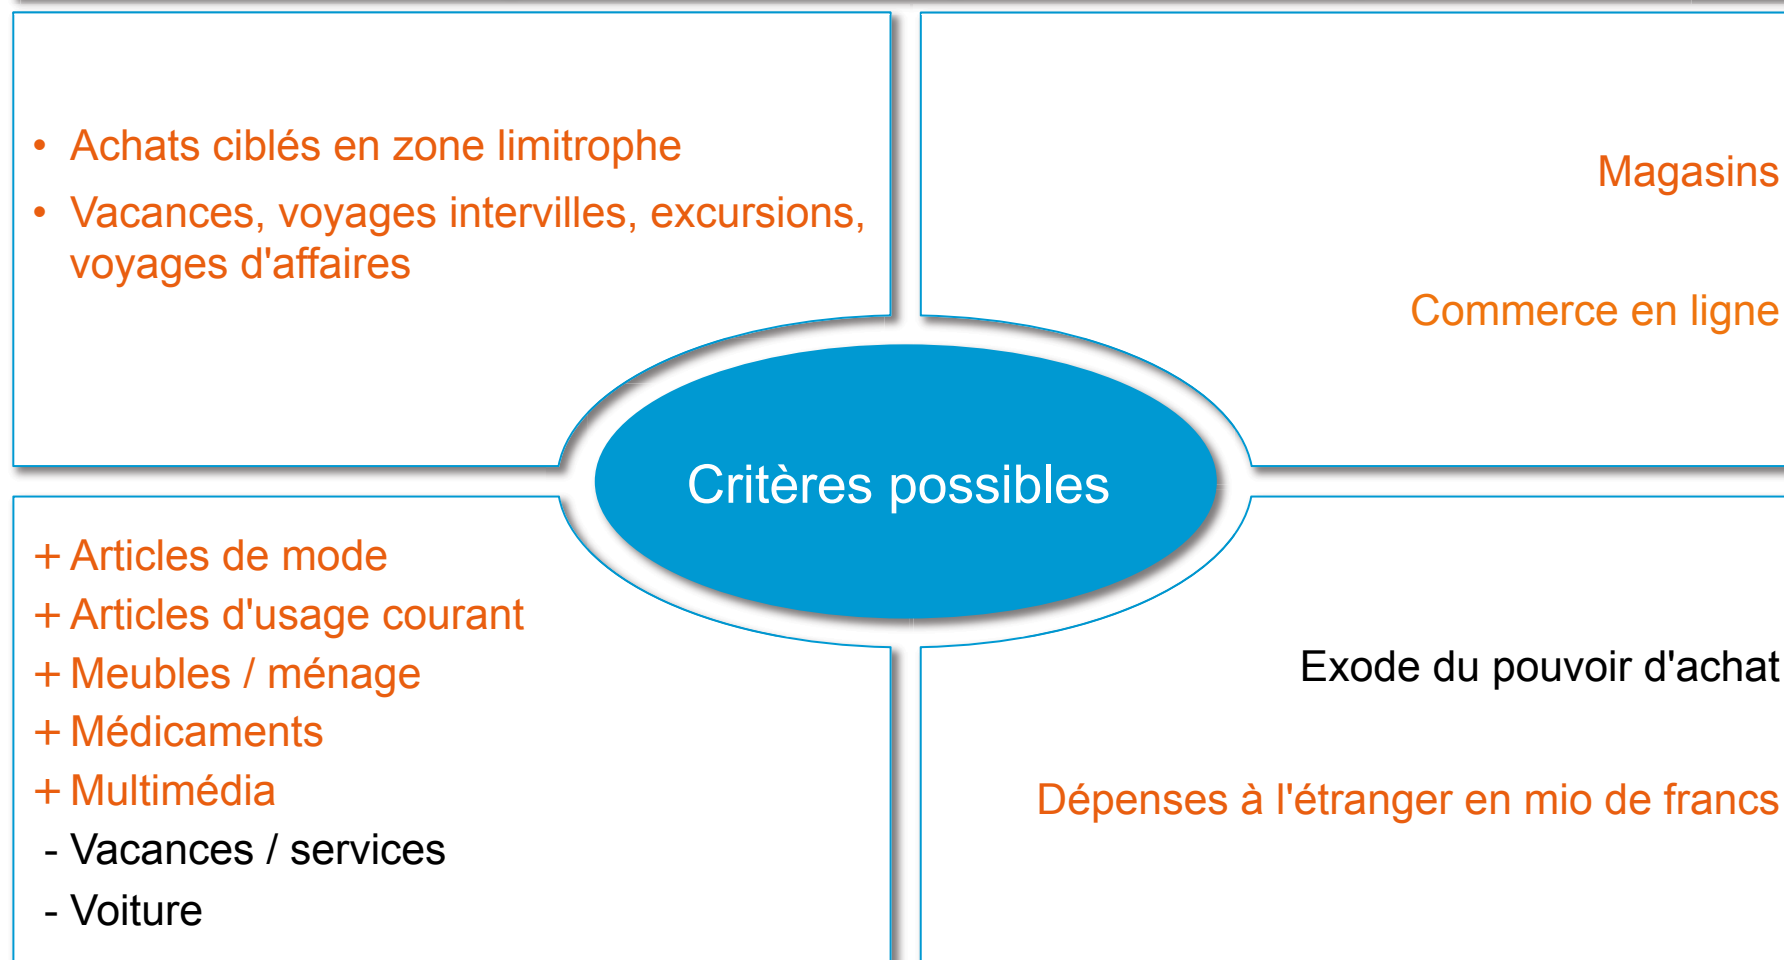 • Achats ciblés en zone limitrophe
• Vacances, voyages intervilles, excursions,
voyages d'affaires
Magasins
Commerce en ligne
Critères possibles
+ Articles de mode
+ Articles d'usage courant
+ Meubles / ménage
+ Médicaments
+ Multimédia
- Vacances / services
- Voiture
Exode du pouvoir d'achat
Dépenses à l'étranger en mio de francs